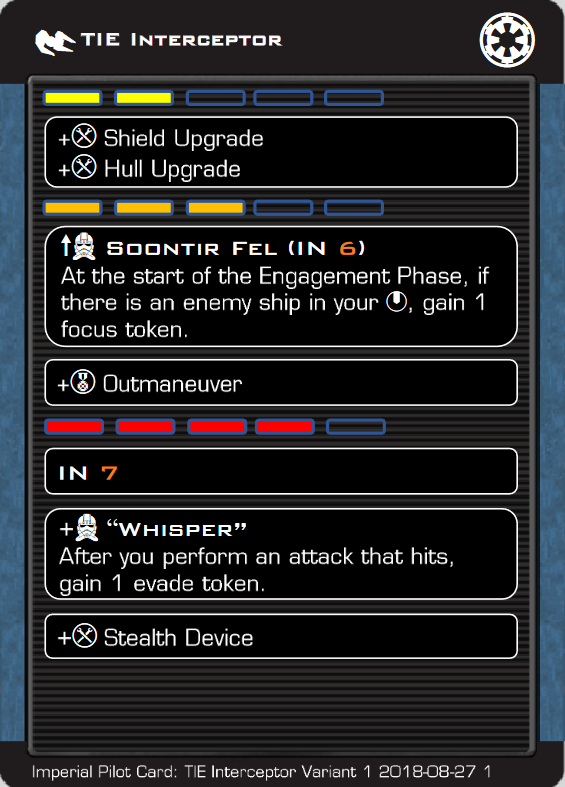 TIE Interceptor
+ Shield Upgrade
+ Hull Upgrade
Soontir Fel (IN 6)
At the start of the Engagement Phase, if
there is an enemy ship in your , gain 1
focus token.
+ Outmaneuver
IN 7
+ “Whisper”
After you perform an attack that hits,
gain 1 evade token.
+ Stealth Device
Imperial Pilot Card: TIE Interceptor Variant 1 2018-08-27 1